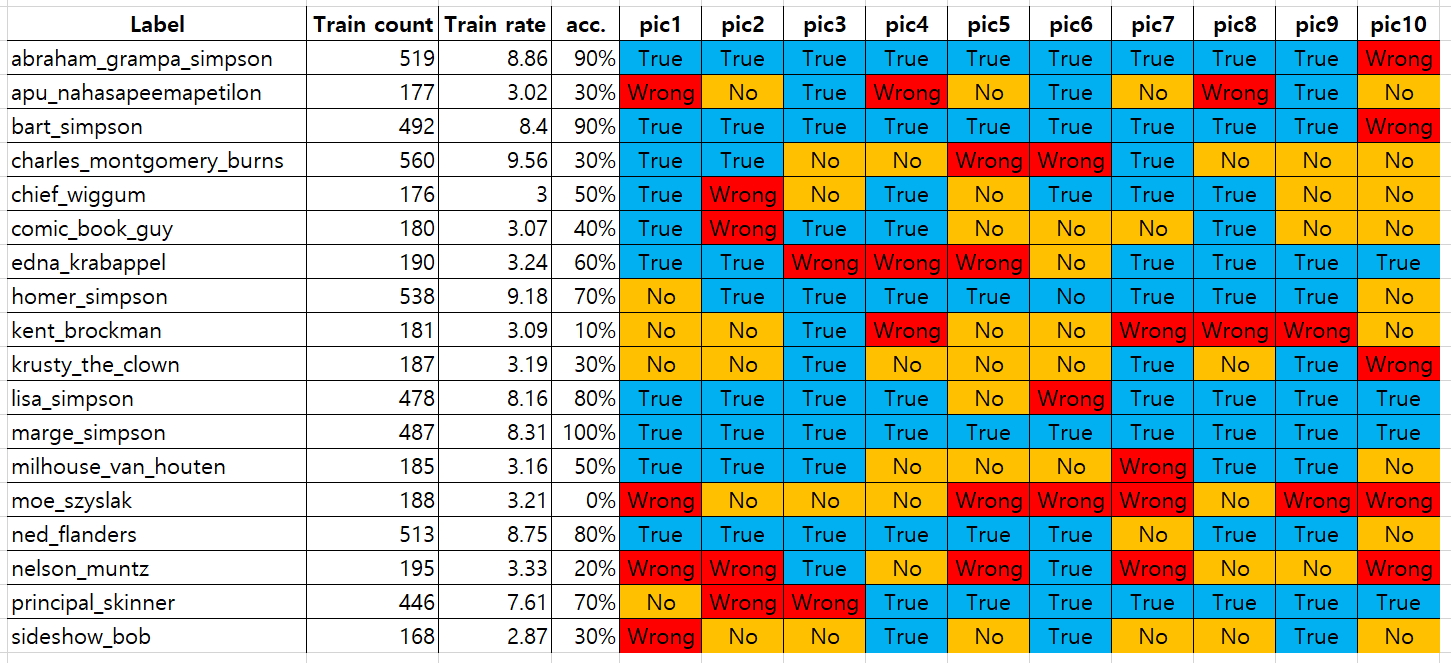 Label Train count Train rate acc. pic1 pic2 pic3 pic4 pic5 pic6 pic7 pic8 pic9 pic10
abraham_grampa_simpson 519 8.86 90% True True True True True True True True True Wrong
apu_nahasapeemapetilon 177 3.02 30% Wrong No True Wrong No True No Wrong True No
bart_simpson 492 8.4 90% True True True True True True True True True Wrong
charles_montgomery_burns 560 9.56 30% True True No No Wrong Wrong True No No No
chief_wiggum 176 3 50% True Wrong No True No True True True No No
comic_book_guy 180 3.07 40% True Wrong True True No No No True No No
edna_krabappel 190 3.24 60% True True Wrong Wrong Wrong No True True True True
homer_simpson 538 9.18 70% No True True True True No True True True No
kent_brockman 181 3.09 10% No No True Wrong No No Wrong Wrong Wrong No
krusty_the_clown 187 3.19 30% No No True No No No True No True Wrong
lisa_simpson 478 8.16 80% True True True True No Wrong True True True True
marge_simpson 487 8.31 100% True True True True True True True True True True
milhouse_van_houten 185 3.16 50% True True True No No No Wrong True True No
moe_szyslak 188 3.21 0% Wrong No No No Wrong Wrong Wrong No Wrong Wrong
ned_flanders 513 8.75 80% True True True True True True No True True No
nelson_muntz 195 3.33 20% Wrong Wrong True No Wrong True Wrong No No Wrong
principal_skinner 446 7.61 70% No Wrong Wrong True True True True True True True
sideshow_bob 168 2.87 30% Wrong No No True No True No No True No